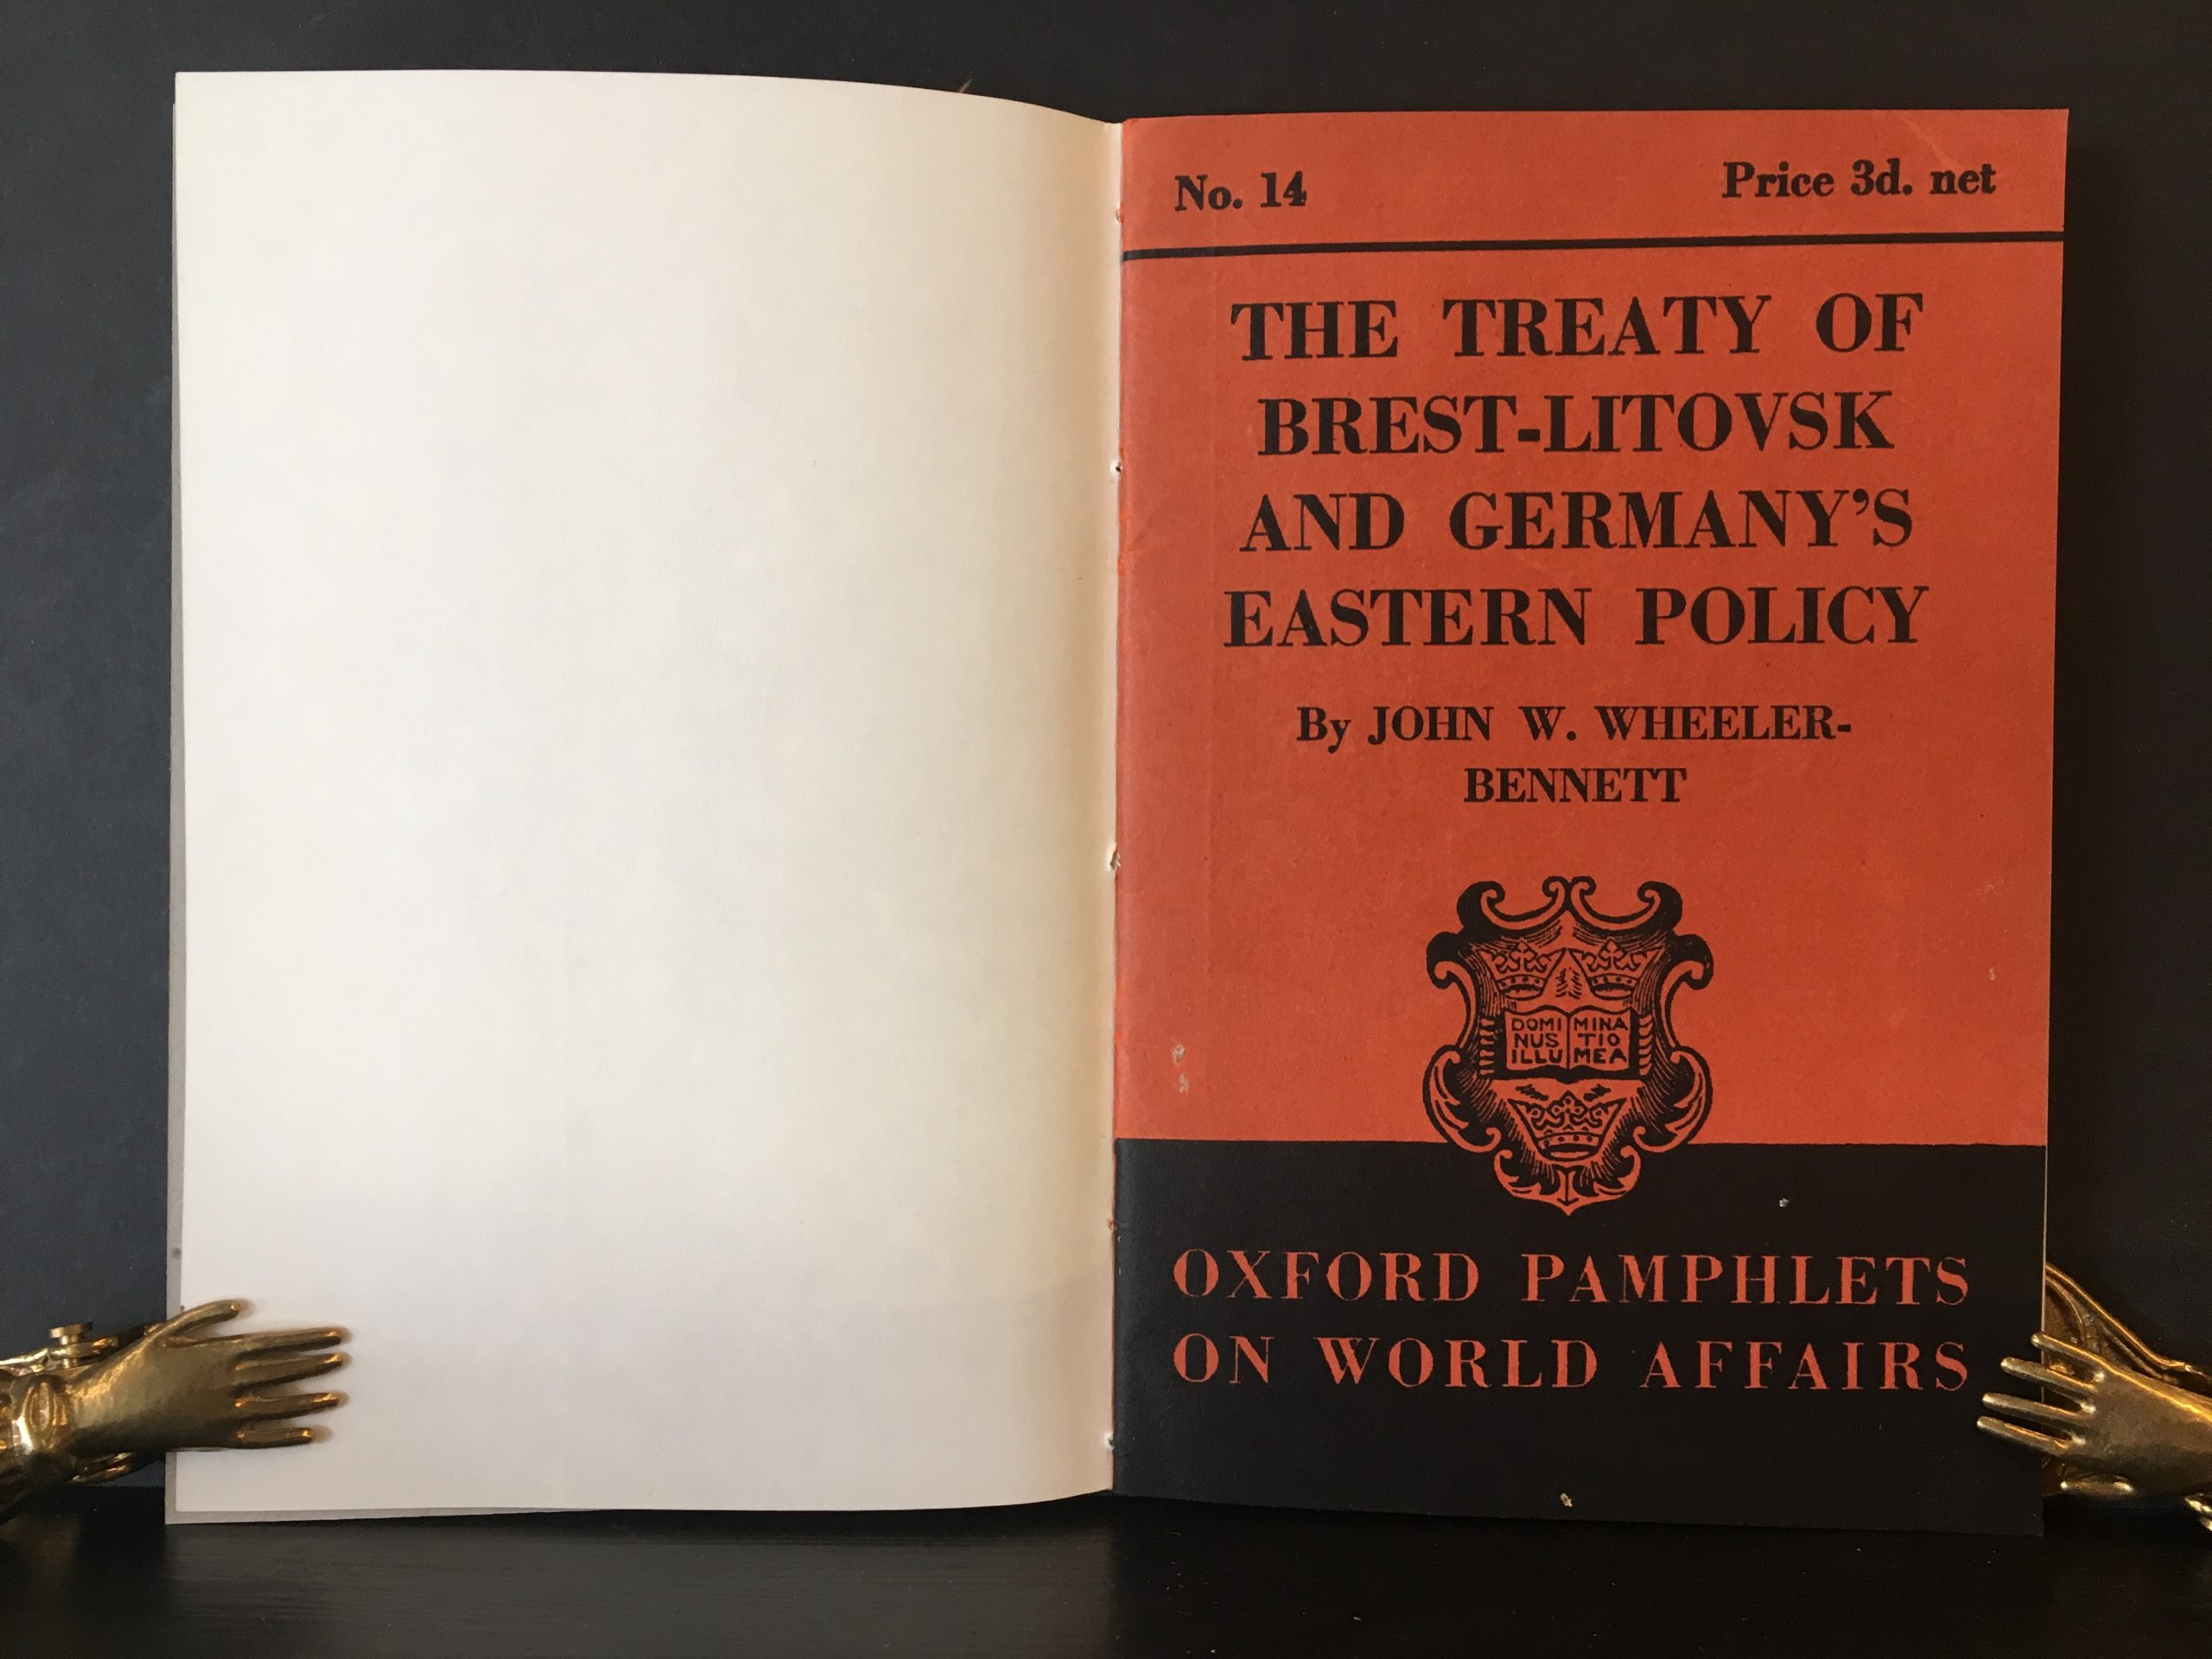 No. 14
Price 3d. net
THE TREATY OF
BREST-LITOVSK
AND GERMANY'S
EASTERN POLICY
By JOHN W. WHEELER-
BENNETT
DOMI MINA
NUS TIO
ILLU MEA
OXFORD PAMPHLETS
ON WORLD AFFAIRS